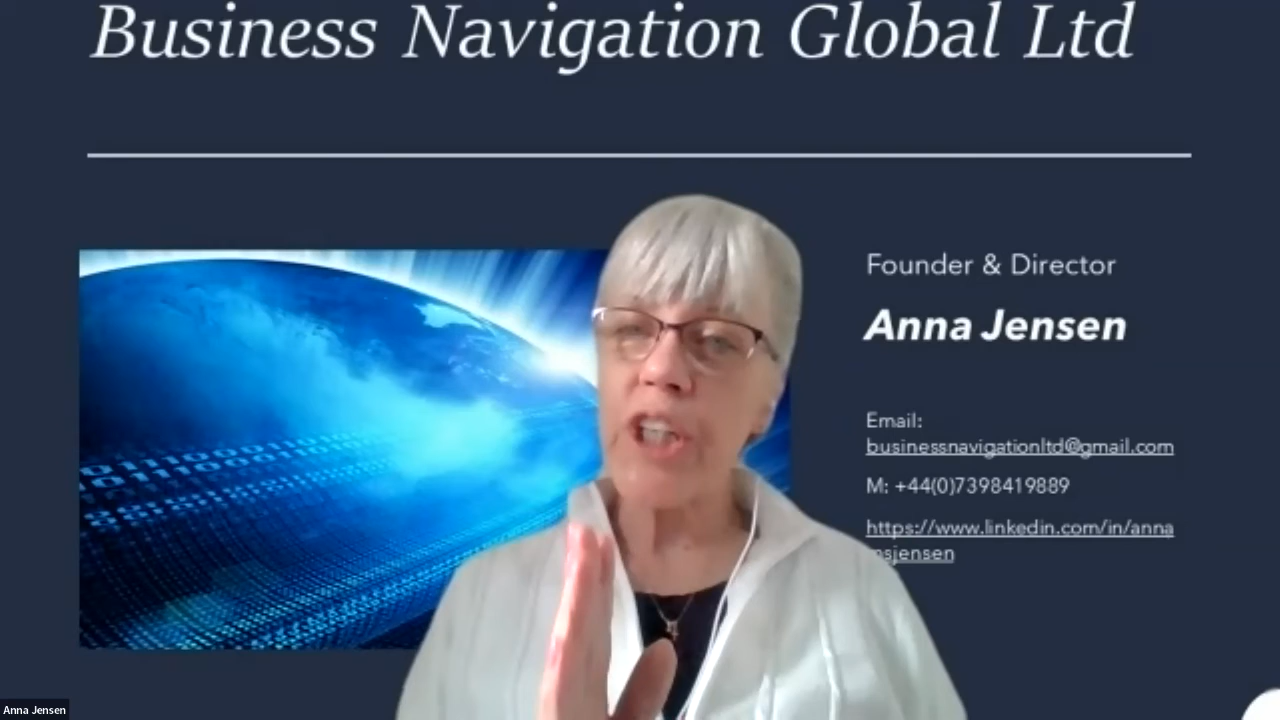 Business Navigation Global Ltd
Founder & Director
Anna Jensen
Email:
businessnavigationltd@gmail.com
M: +44(0)7398419889
https://www.linkedin.com/in/anna
sjensen
Anna Jensen